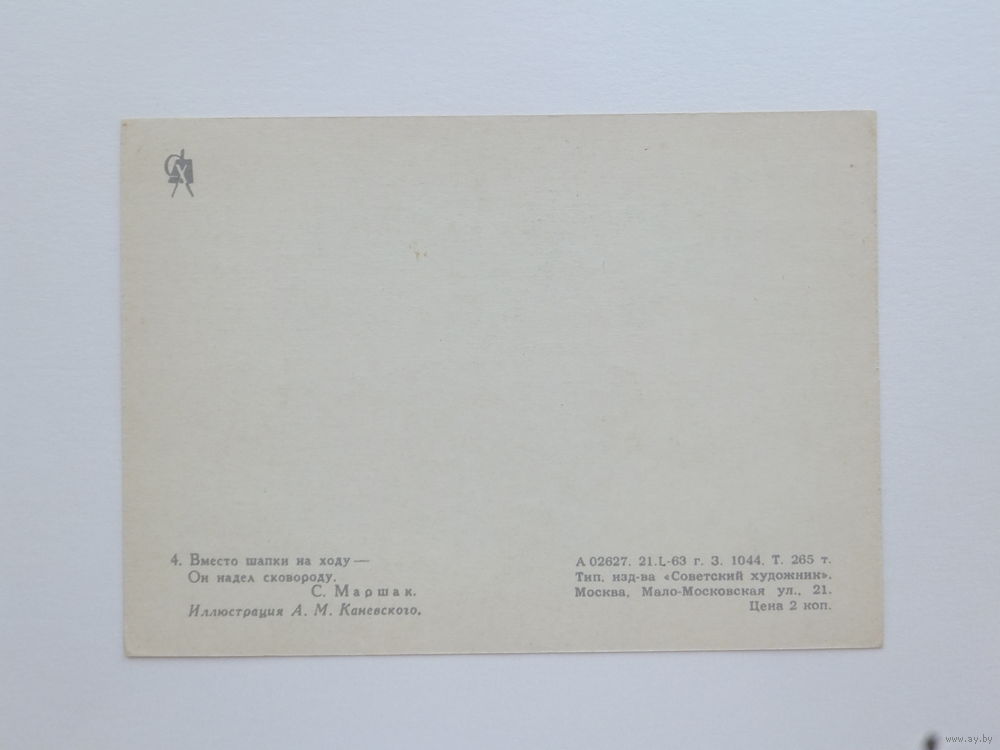 СХ
4. Вместо шапки на ходу —
Он надел сковороду.
С. Маршак.
Иллюстрация А. М. Каневского.
А 02627. 21.I.-63 г. З. 1044. Т. 265 т.
Тип. изд-ва «Советский художник».
Москва, Мало-Московская ул., 21.
Цена 2 коп.
www.ay.by